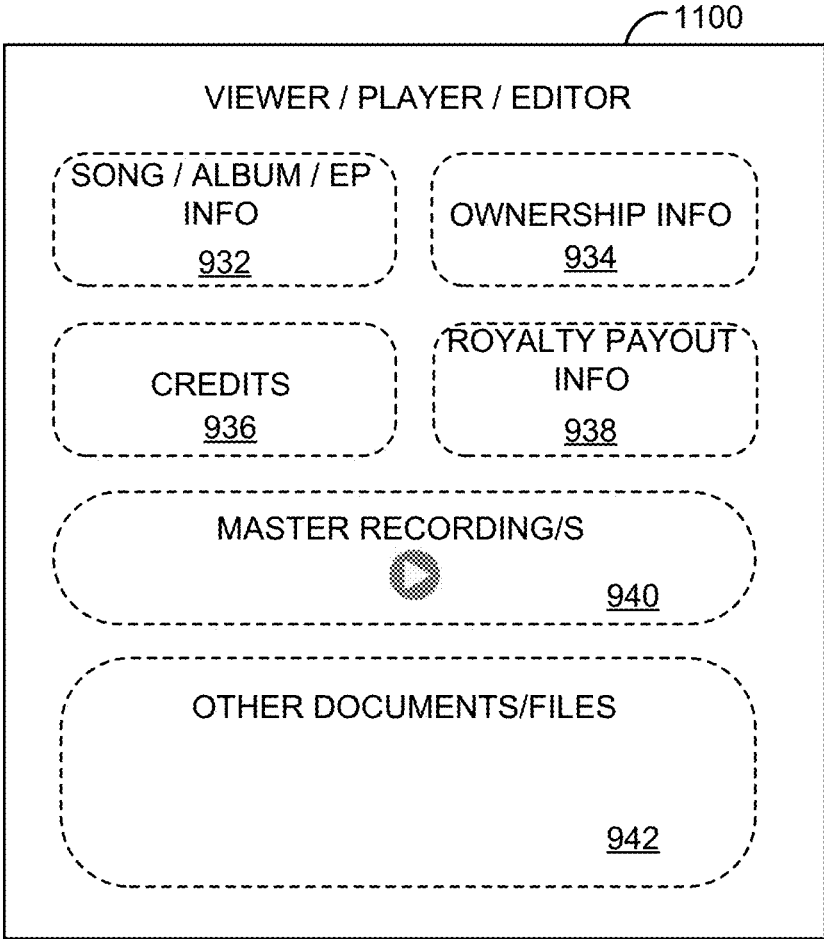 1100
VIEWER / PLAYER / EDITOR
SONG / ALBUM / EP
INFO
932
OWNERSHIP INFO
934
CREDITS
936
ROYALTY PAYOUT
INFO
938
MASTER RECORDING/S
940
OTHER DOCUMENTS/FILES
942